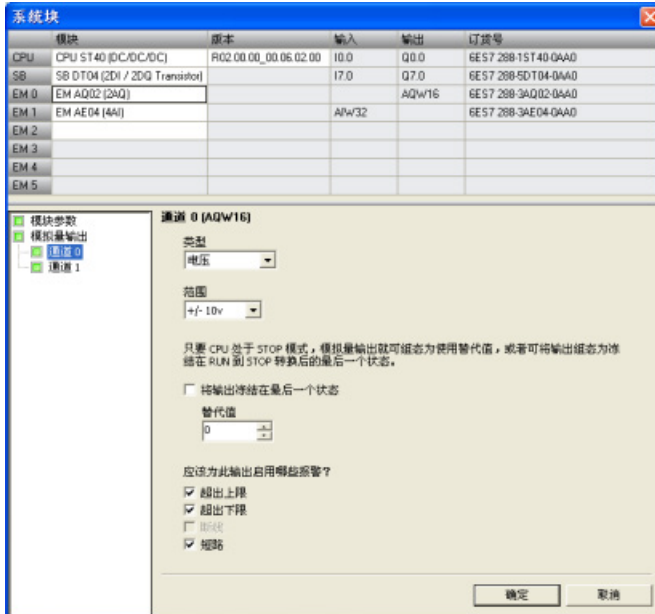 系统块
模块 版本 输入 输出 订货号
CPU CPU ST40 (DC/DC/DC) R02.00.00_00.06.02.00 I0.0 Q0.0 6ES7 288-1ST40-0AA0
SB SB DT04 (2DI / 2DQ Transistor) I7.0 Q7.0 6ES7 288-5DT04-0AA0
EM 0 EM AQ02 (2AQ) AQW16 6ES7 288-3AQ02-0AA0
EM 1 EM AE04 (4AI) AIW32 6ES7 288-3AE04-0AA0
EM 2
EM 3
EM 4
EM 5
模块参数
模拟量输出
通道 0
通道 1
通道 0 (AQW16)
类型
电压
范围
+/- 10v
只要 CPU 处于 STOP 模式，模拟量输出就可组态为使用替代值，或者可将输出组态为冻
结在 RUN 到 STOP 转换后的最后一个状态。
将输出冻结在最后一个状态
替代值
0
应该为此输出启用哪些报警？
超出上限
超出下限
断线
短路
确定 取消